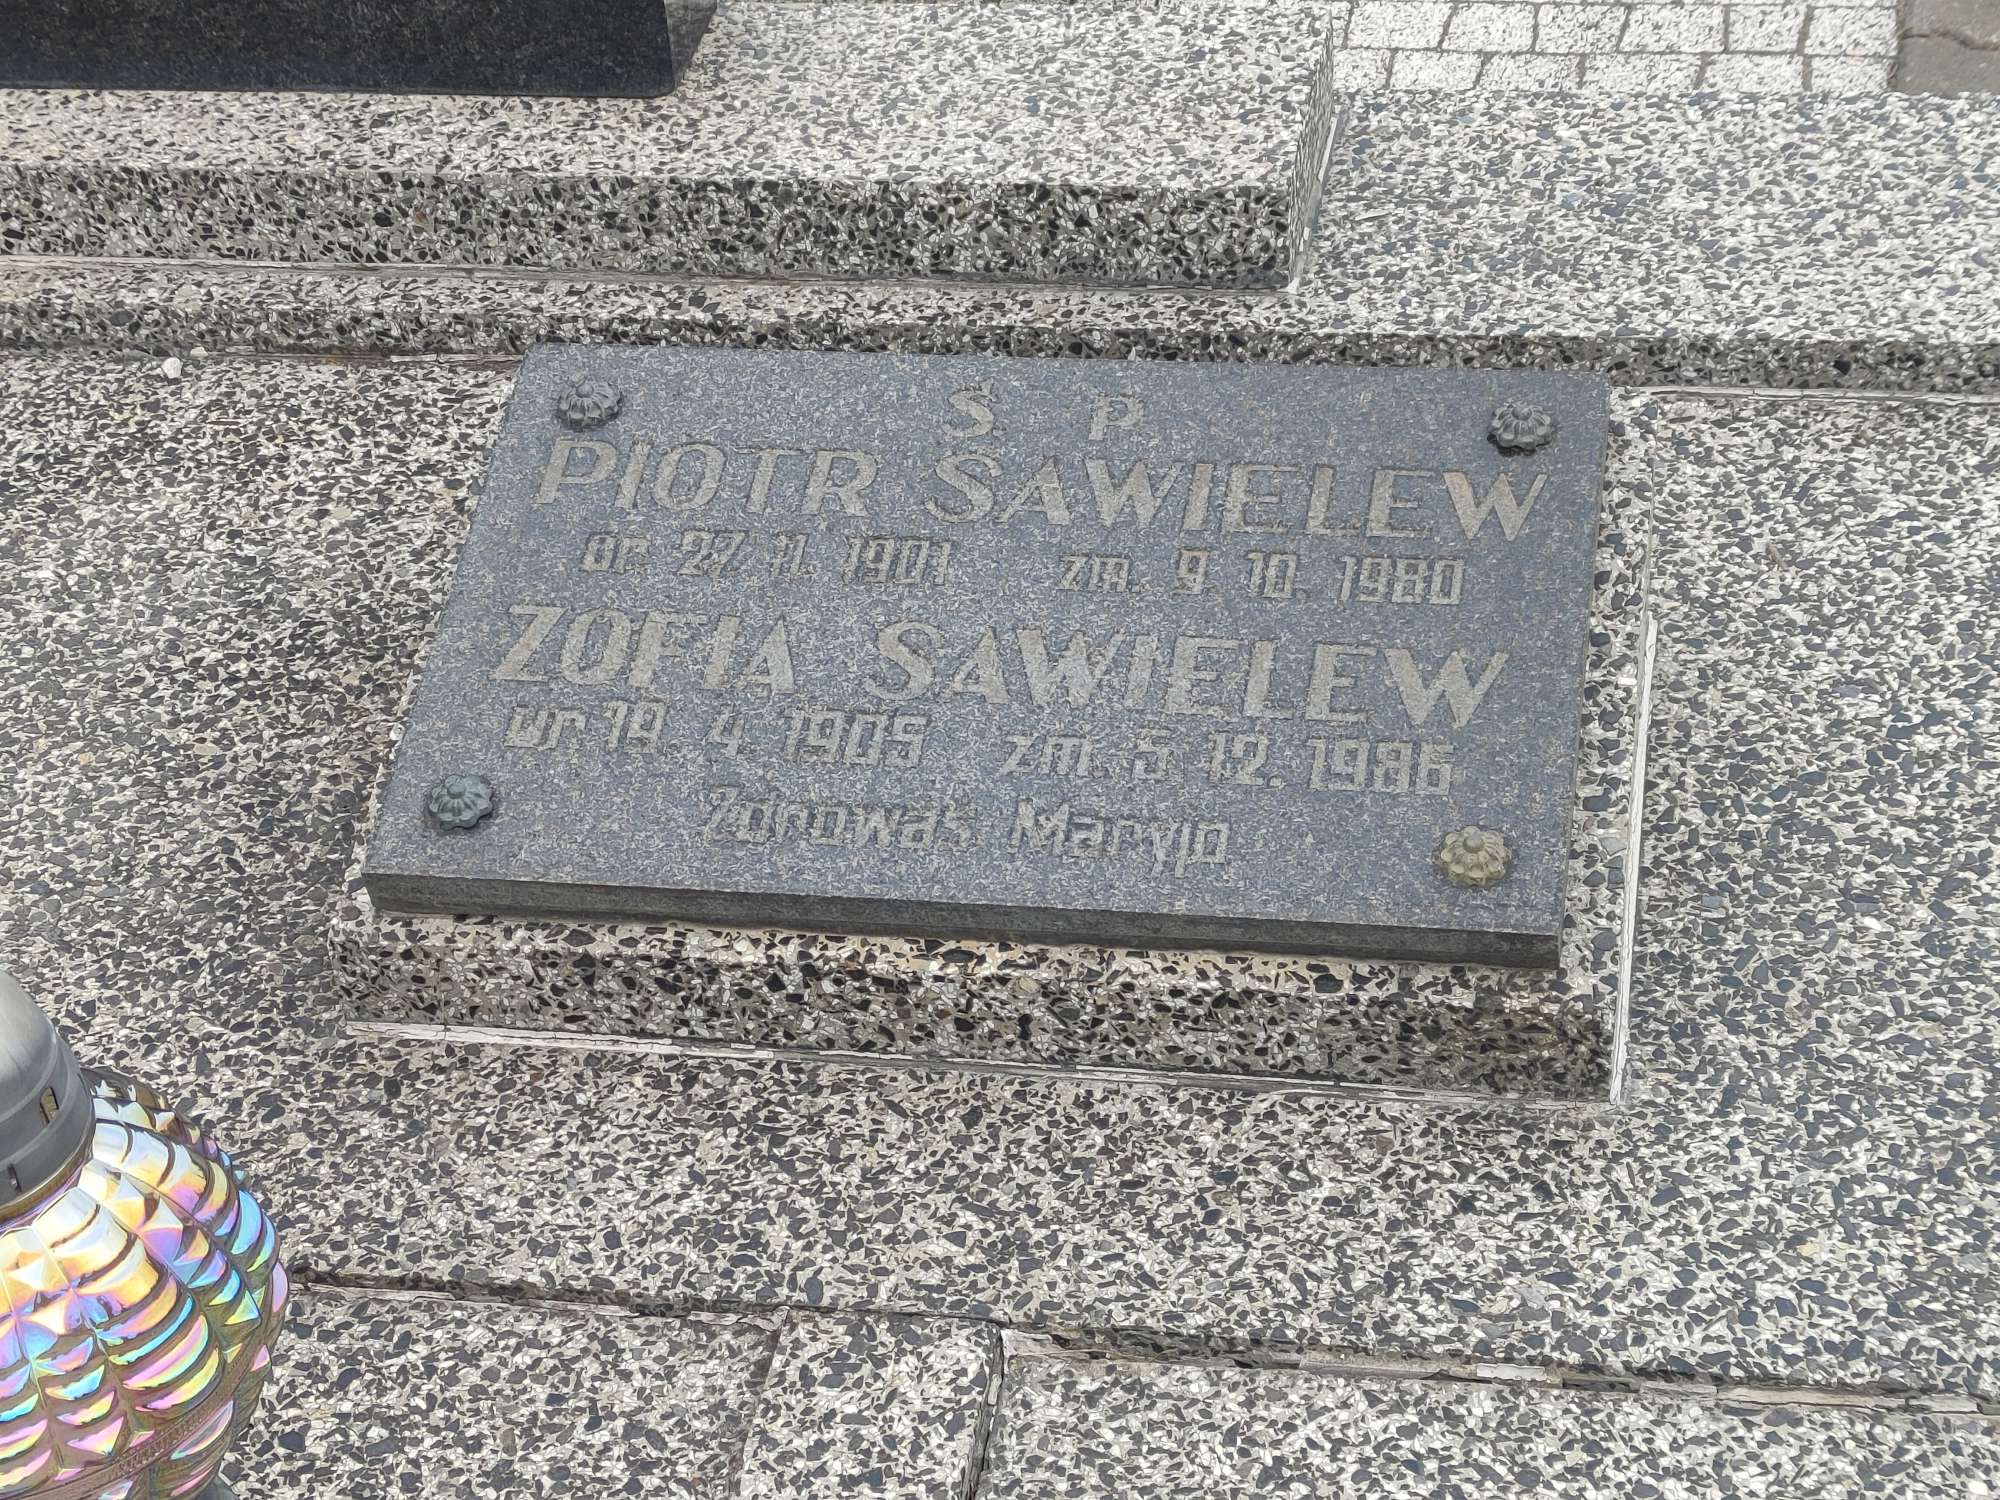 Ś. P
PIOTR SAWIELEW
ur. 27. 11. 1901 zm. 9. 10. 1980
ZOFIA SAWIELEW
ur 19. 4. 1905 zm. 5. 12. 1986
Zdrowaś Maryjo